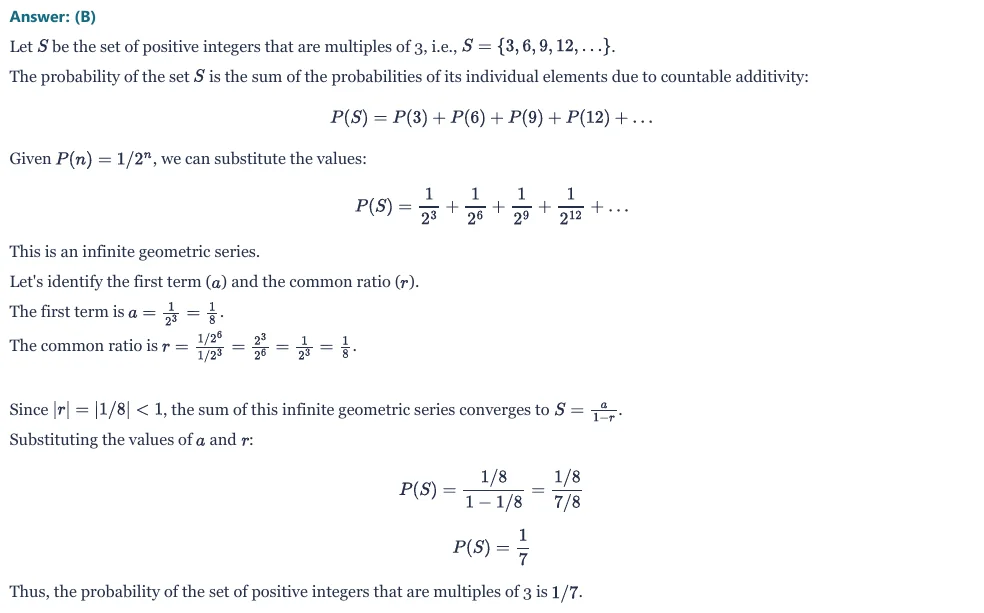 Answer: (B)
Let S be the set of positive integers that are multiples of 3, i.e., S = {3, 6, 9, 12, . . .}.
The probability of the set S is the sum of the probabilities of its individual elements due to countable additivity:
P(S) = P(3) + P(6) + P(9) + P(12) + . . .
Given P(n) = 1/2ⁿ, we can substitute the values:
P(S) = 1/2³ + 1/2⁶ + 1/2⁹ + 1/2¹² + . . .
This is an infinite geometric series.
Let's identify the first term (a) and the common ratio (r).
The first term is a = 1/2³ = 1/8.
The common ratio is r = (1/2⁶)/(1/2³) = 2³/2⁶ = 1/2³ = 1/8.
Since |r| = |1/8| < 1, the sum of this infinite geometric series converges to S = a/(1−r).
Substituting the values of a and r:
P(S) = (1/8)/(1 − 1/8) = (1/8)/(7/8)
P(S) = 1/7
Thus, the probability of the set of positive integers that are multiples of 3 is 1/7.